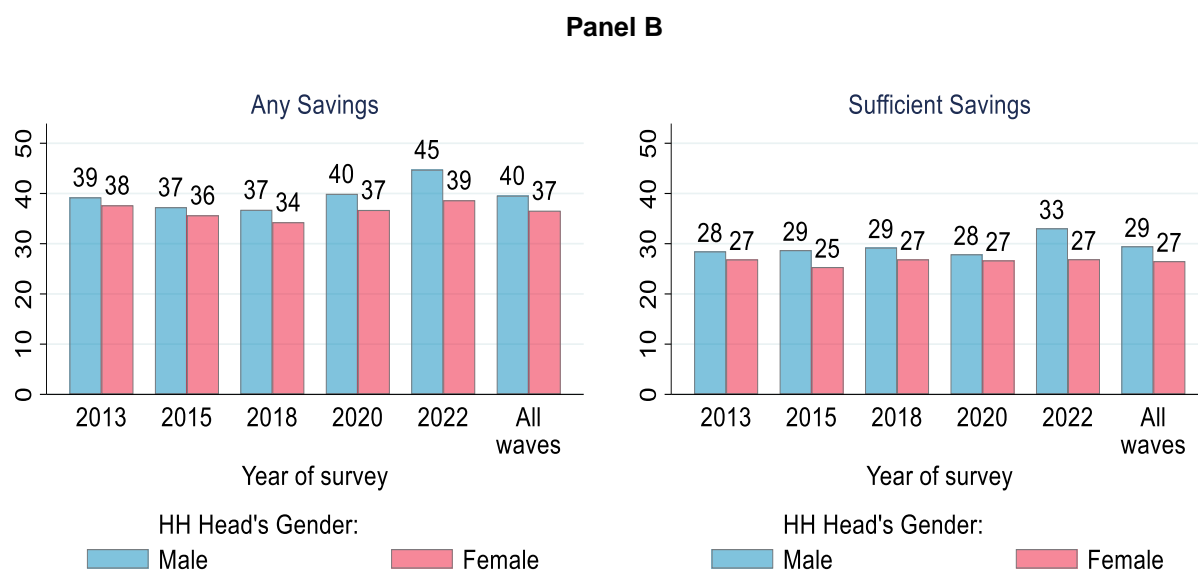 Panel B
Any Savings
50
40
30
20
10
0
39 38 37 36 37 34 40 37 45 39 40 37
2013 2015 2018 2020 2022 All
waves
Year of survey
HH Head's Gender:
Male Female
Sufficient Savings
50
40
30
20
10
0
28 27 29 25 29 27 28 27 33 27 29 27
2013 2015 2018 2020 2022 All
waves
Year of survey
HH Head's Gender:
Male Female